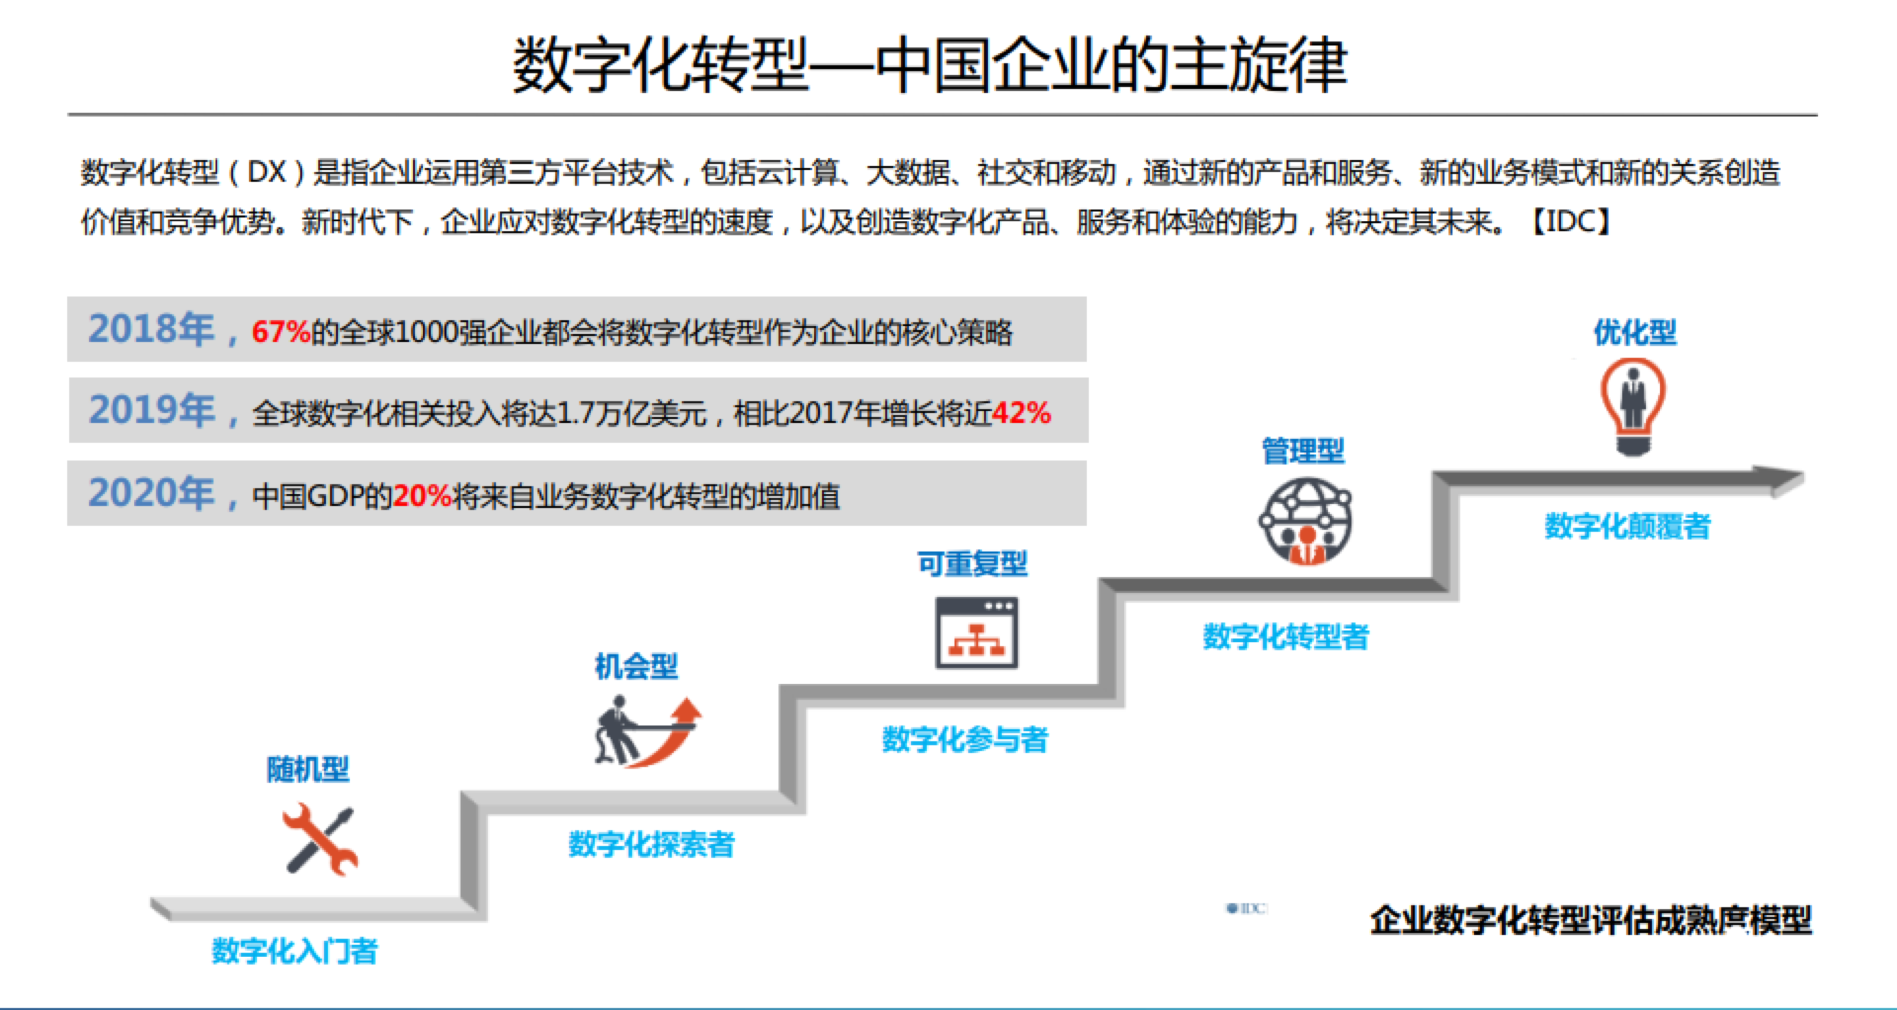 数字化转型—中国企业的主旋律
数字化转型（DX）是指企业运用第三方平台技术，包括云计算、大数据、社交和移动，通过新的产品和服务、新的业务模式和新的关系创造
价值和竞争优势。新时代下，企业应对数字化转型的速度，以及创造数字化产品、服务和体验的能力，将决定其未来。【IDC】
2018年，67%的全球1000强企业都会将数字化转型作为企业的核心策略
2019年，全球数字化相关投入将达1.7万亿美元，相比2017年增长将近42%
2020年，中国GDP的20%将来自业务数字化转型的增加值
优化型
数字化颠覆者
管理型
数字化转型者
可重复型
数字化参与者
机会型
数字化探索者
随机型
数字化入门者
IDC
企业数字化转型评估成熟度模型